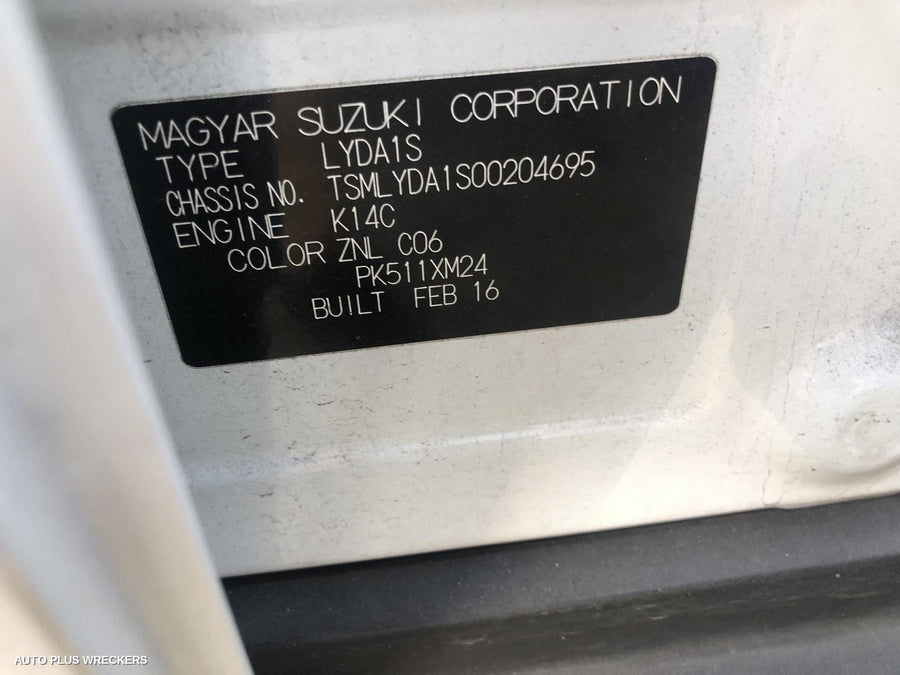 MAGYAR SUZUKI CORPORATION
TYPE LYDA1S
CHASSIS NO. TSMLYDA1S00204695
ENGINE K14C
COLOR ZNL C06
PK511XM24
BUILT FEB 16
AUTO PLUS WRECKERS